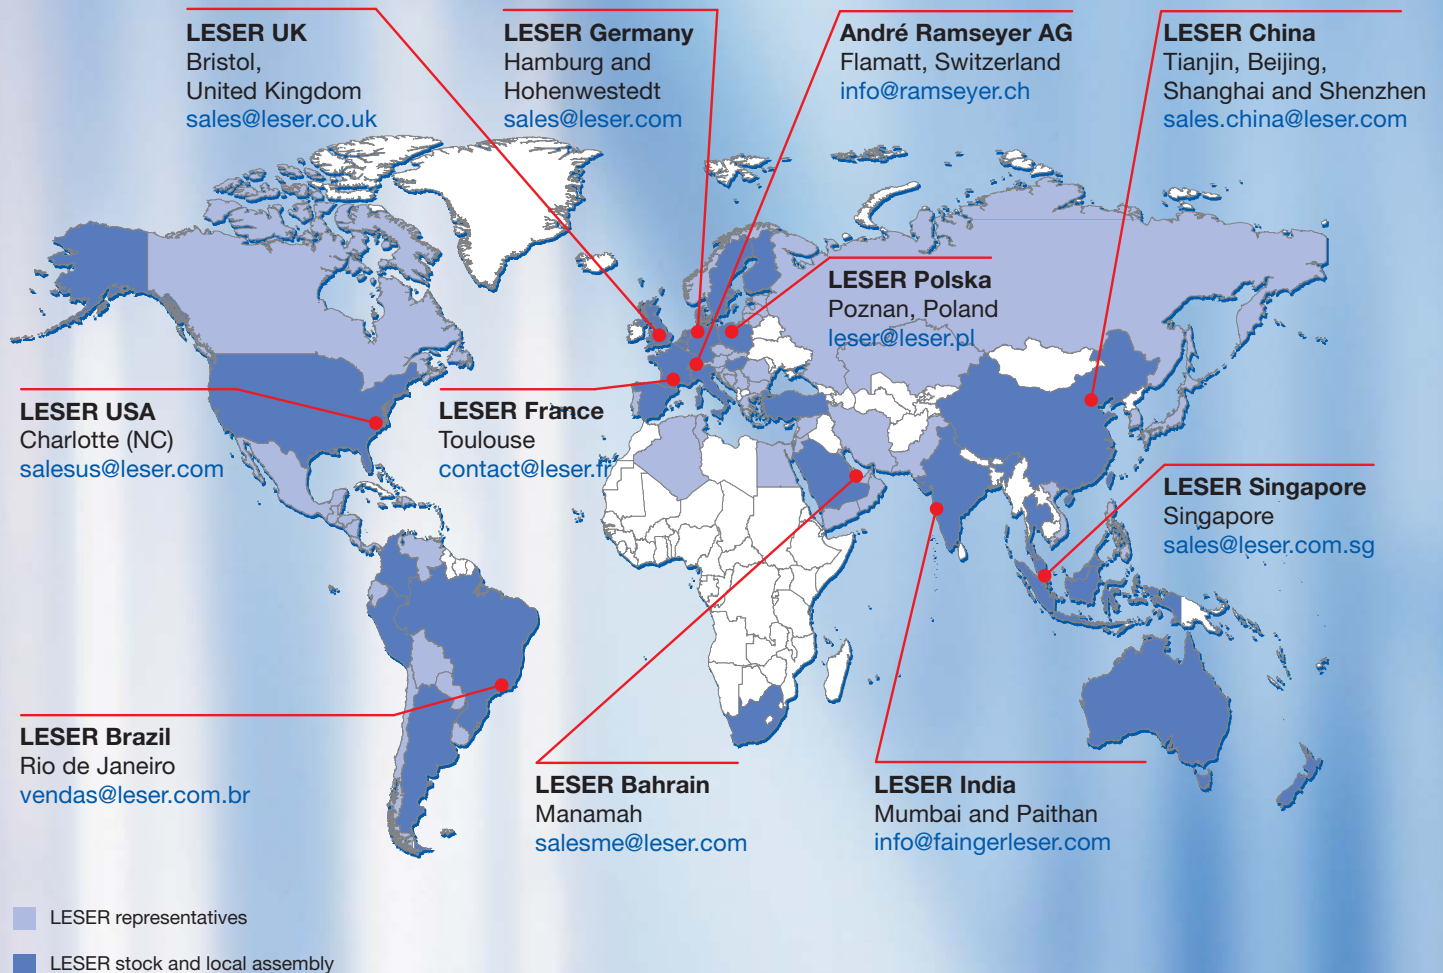 LESER UK
Bristol,
United Kingdom
sales@leser.co.uk
LESER Germany
Hamburg and
Hohenwestedt
sales@leser.com
André Ramseyer AG
Flamatt, Switzerland
info@ramseyer.ch
LESER China
Tianjin, Beijing,
Shanghai and Shenzhen
sales.china@leser.com
LESER Polska
Poznan, Poland
leser@leser.pl
LESER USA
Charlotte (NC)
salesus@leser.com
LESER France
Toulouse
contact@leser.fr
LESER Singapore
Singapore
sales@leser.com.sg
LESER Brazil
Rio de Janeiro
vendas@leser.com.br
LESER Bahrain
Manamah
salesme@leser.com
LESER India
Mumbai and Paithan
info@faingerleser.com
LESER representatives
LESER stock and local assembly